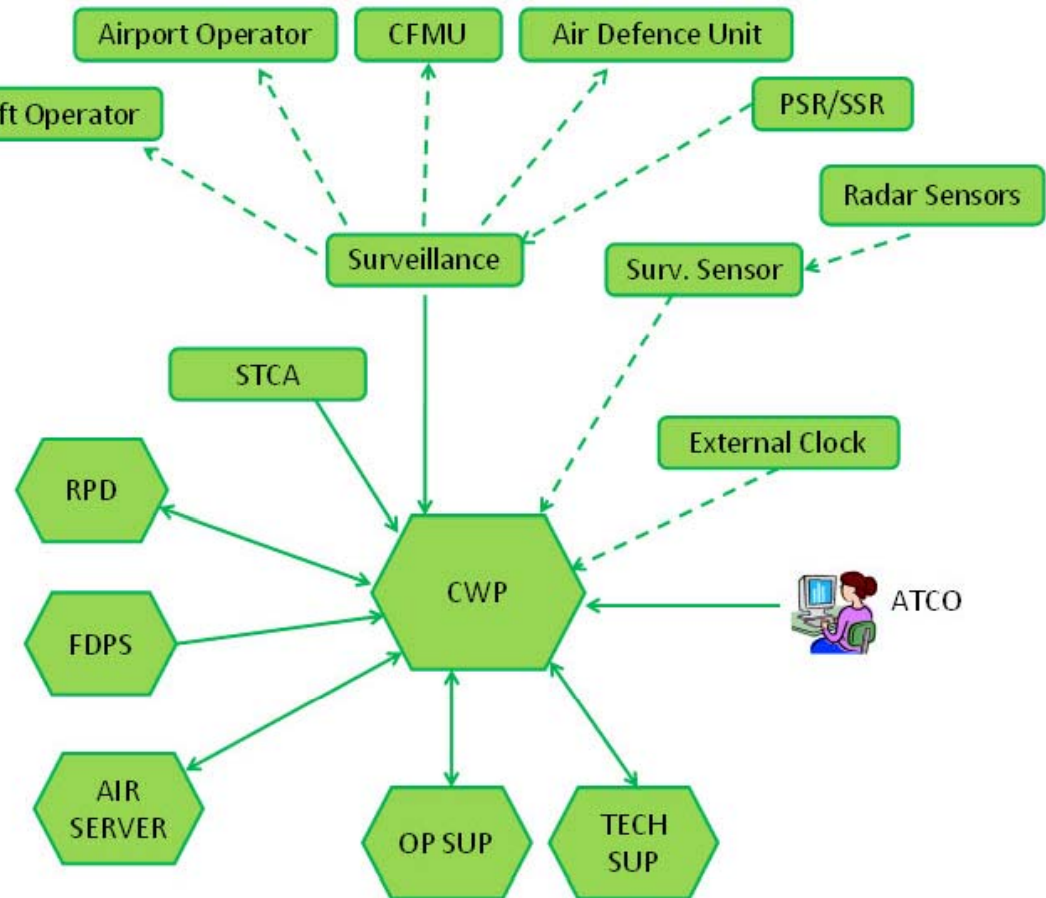 Airport Operator
CFMU
Air Defence Unit
ft Operator
PSR/SSR
Radar Sensors
Surveillance
Surv. Sensor
STCA
External Clock
RPD
CWP
ATCO
FDPS
AIR
SERVER
OP SUP
TECH
SUP